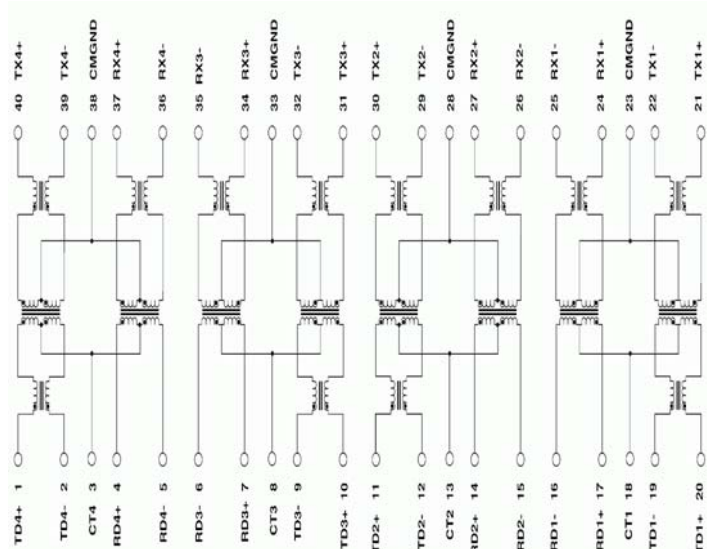 40 TX4+
39 TX4-
38 CMGND
37 RX4+
36 RX4-
35 RX3-
34 RX3+
33 CMGND
32 TX3-
31 TX3+
30 TX2+
29 TX2-
28 CMGND
27 RX2+
26 RX2-
25 RX1-
24 RX1+
23 CMGND
22 TX1-
21 TX1+
TD4+ 1
TD4- 2
CT4 3
RD4+ 4
RD4- 5
RD3- 6
RD3+ 7
CT3 8
TD3- 9
TD3+ 10
TD2+ 11
TD2- 12
CT2 13
RD2+ 14
RD2- 15
RD1- 16
RD1+ 17
CT1 18
TD1- 19
TD1+ 20